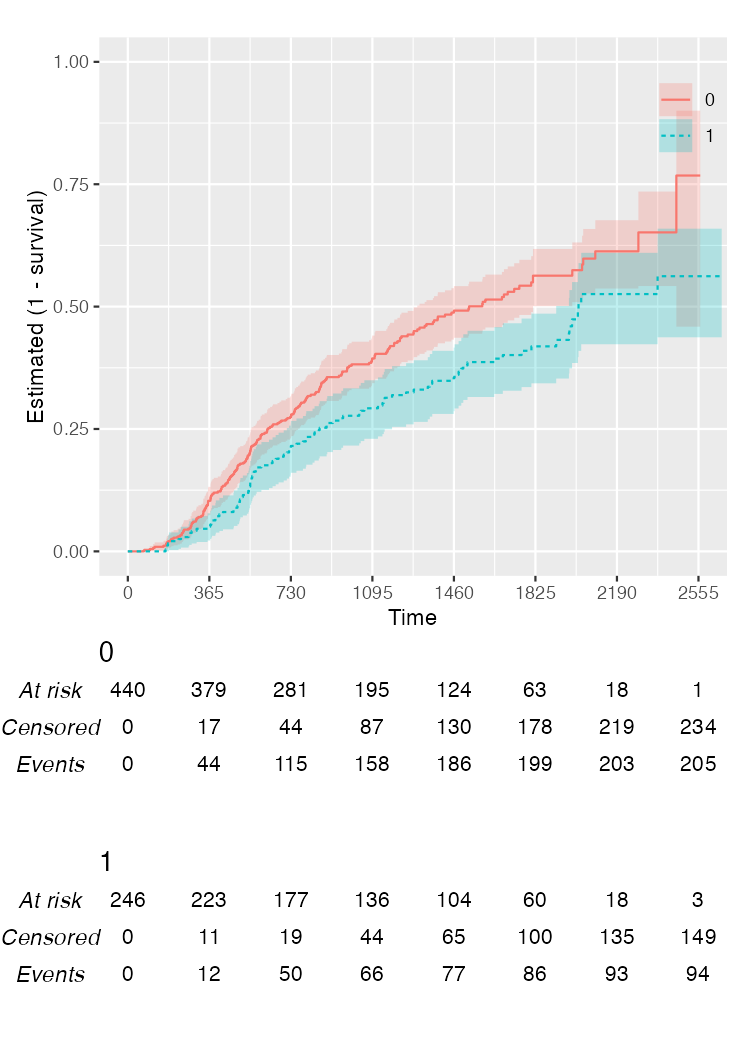 1.00
0.75
0.50
0.25
0.00
Estimated (1 - survival)
0
1
0 365 730 1095 1460 1825 2190 2555
Time
0
At risk 440 379 281 195 124 63 18 1
Censored 0 17 44 87 130 178 219 234
Events 0 44 115 158 186 199 203 205
1
At risk 246 223 177 136 104 60 18 3
Censored 0 11 19 44 65 100 135 149
Events 0 12 50 66 77 86 93 94